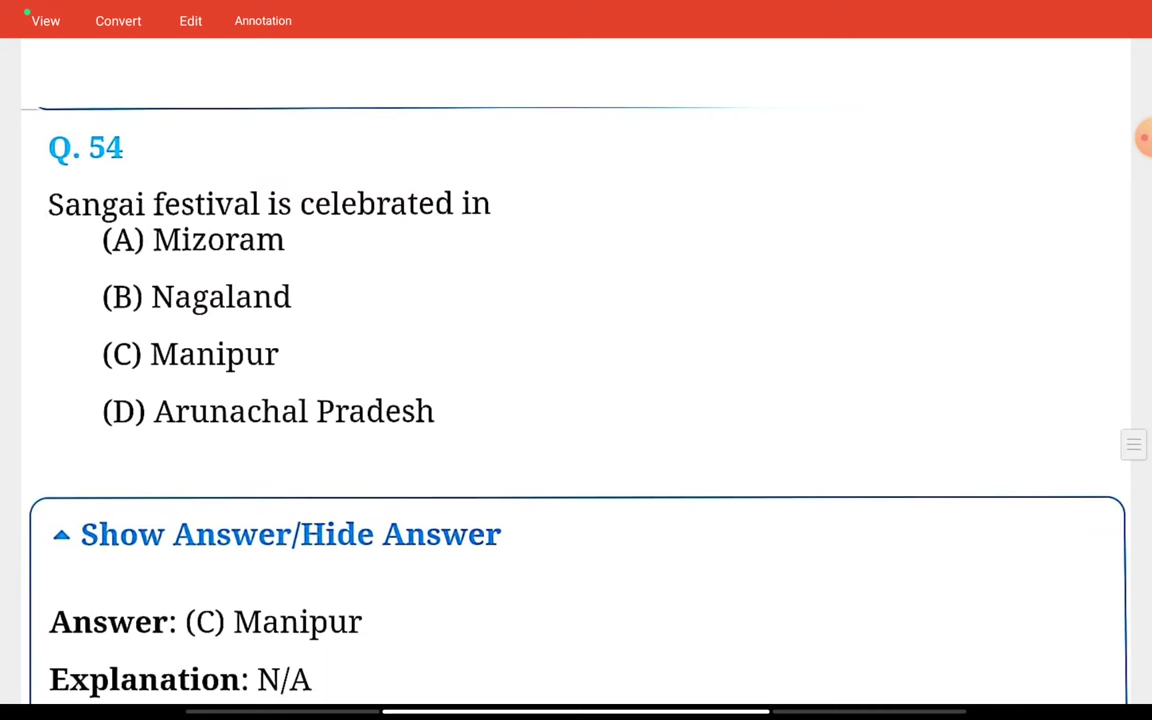 View Convert Edit Annotation
Q. 54
Sangai festival is celebrated in
(A) Mizoram
(B) Nagaland
(C) Manipur
(D) Arunachal Pradesh
Show Answer/Hide Answer
Answer: (C) Manipur
Explanation: N/A